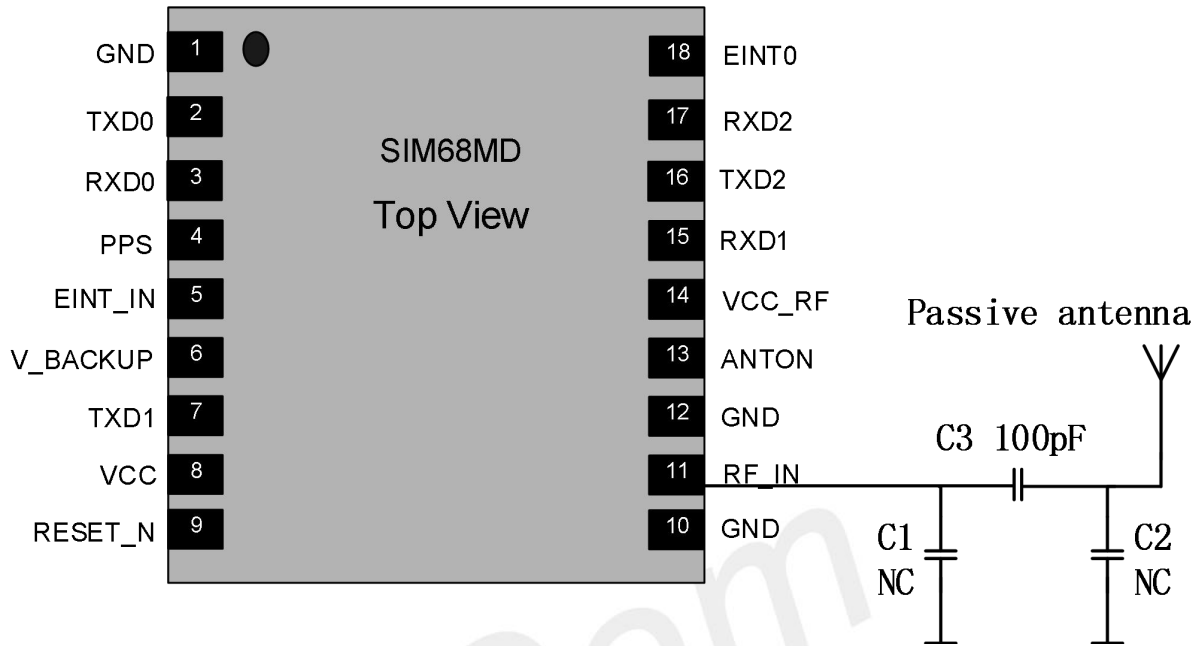 GND 1
TXD0 2
RXD0 3
PPS 4
EINT_IN 5
V_BACKUP 6
TXD1 7
VCC 8
RESET_N 9
SIM68MD
Top View
18 EINT0
17 RXD2
16 TXD2
15 RXD1
14 VCC_RF
13 ANTON
12 GND
11 RF_IN
10 GND
Passive antenna
C3 100pF
C1
NC
C2
NC